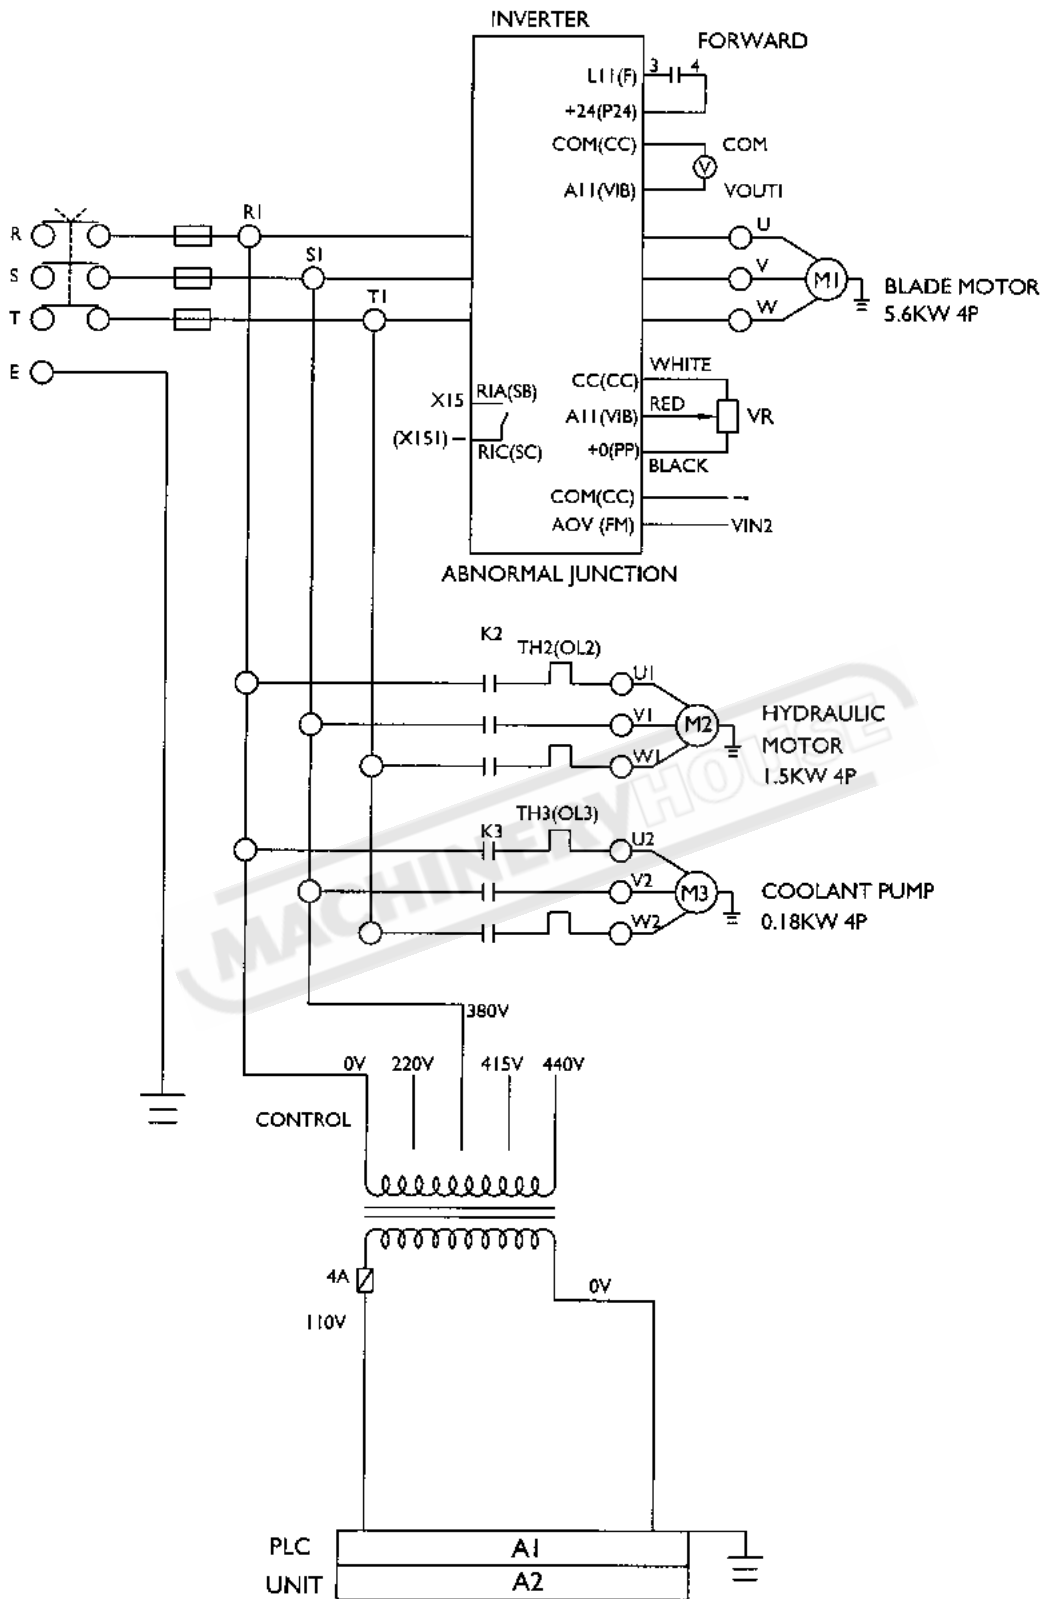 INVERTER
FORWARD
L11(F)
3
4
+24(P24)
COM(CC)
COM
V
A11(VIB)
VOUT1
R
R1
U
S
S1
V
M1
BLADE MOTOR
5.6KW 4P
T
T1
W
E
CC(CC)
WHITE
X15
RIA(SB)
A11(VIB)
RED
VR
(X151)
RIC(SC)
+0(PP)
BLACK
COM(CC)
AOV (FM)
VIN2
ABNORMAL JUNCTION
K2
TH2(OL2)
U1
V1
M2
HYDRAULIC
MOTOR
1.5KW 4P
W1
MACHINERYHOUSE
TH3(OL3)
K3
U2
V2
M3
COOLANT PUMP
0.18KW 4P
W2
380V
0V
220V
415V
440V
CONTROL
4A
0V
110V
PLC
A1
UNIT
A2